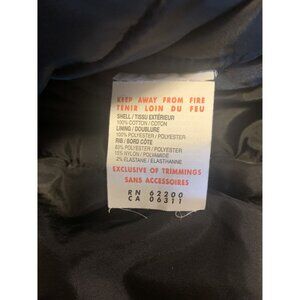 KEEP AWAY FROM FIRE
TENIR LOIN DU FEU
SHELL / TISSU EXTÉRIEUR
100% COTTON / COTON
LINING / DOUBLURE
100% POLYESTER / POLYESTER
RIB / BORD CÔTE
83% POLYESTER / POLYESTER
15% NYLON / POLYAMIDE
2% ELASTANE / ÉLASTHANNE
EXCLUSIVE OF TRIMMINGS
SANS ACCESSOIRES
RN 62200
CA 06311